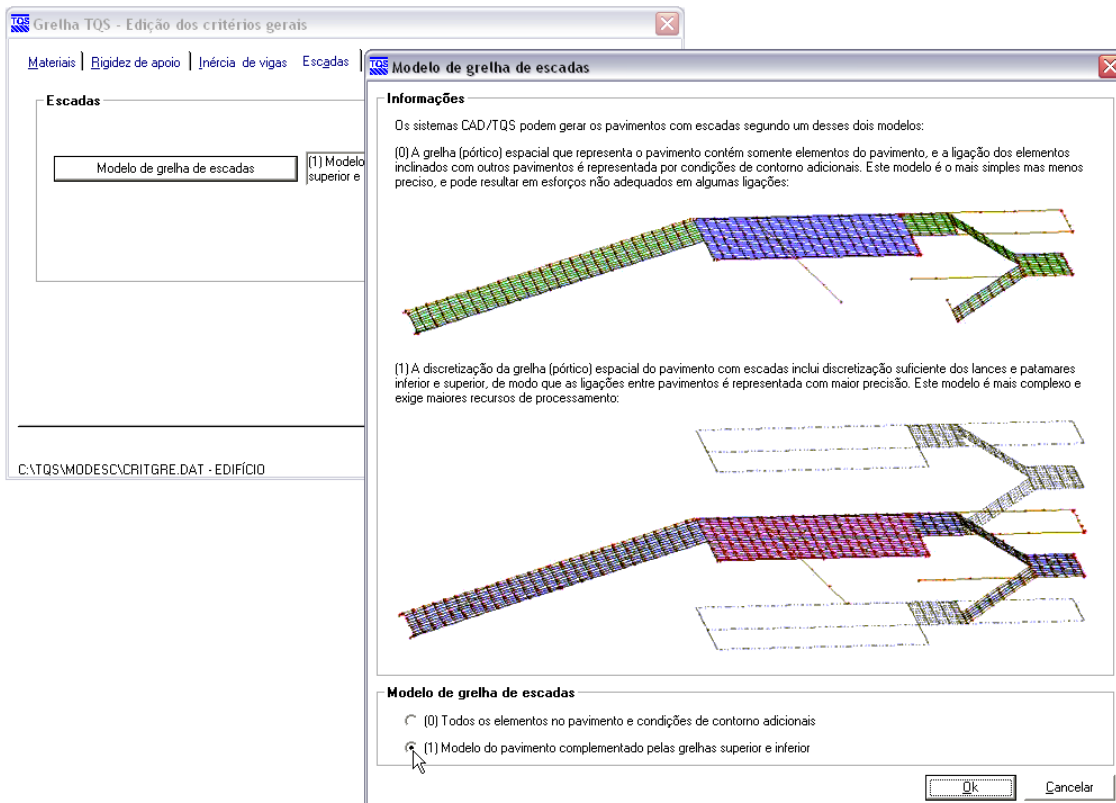 TQS Grelha TQS - Edição dos critérios gerais
Materiais Rigidez de apoio Inércia de vigas Escadas
Escadas
Modelo de grelha de escadas
(1) Modelo
superior e
C:\TQS\MODESC\CRITGRE.DAT - EDIFÍCIO
TQS Modelo de grelha de escadas
Informações
Os sistemas CAD/TQS podem gerar os pavimentos com escadas segundo um desses dois modelos:
(0) A grelha (pórtico) espacial que representa o pavimento contém somente elementos do pavimento, e a ligação dos elementos
inclinados com outros pavimentos é representada por condições de contorno adicionais. Este modelo é o mais simples mas menos
preciso, e pode resultar em esforços não adequados em algumas ligações:
(1) A discretização da grelha (pórtico) espacial do pavimento com escadas inclui discretização suficiente dos lances e patamares
inferior e superior, de modo que as ligações entre pavimentos é representada com maior precisão. Este modelo é mais complexo e
exige maiores recursos de processamento:
Modelo de grelha de escadas
(0) Todos os elementos no pavimento e condições de contorno adicionais
(1) Modelo do pavimento complementado pelas grelhas superior e inferior
Ok Cancelar